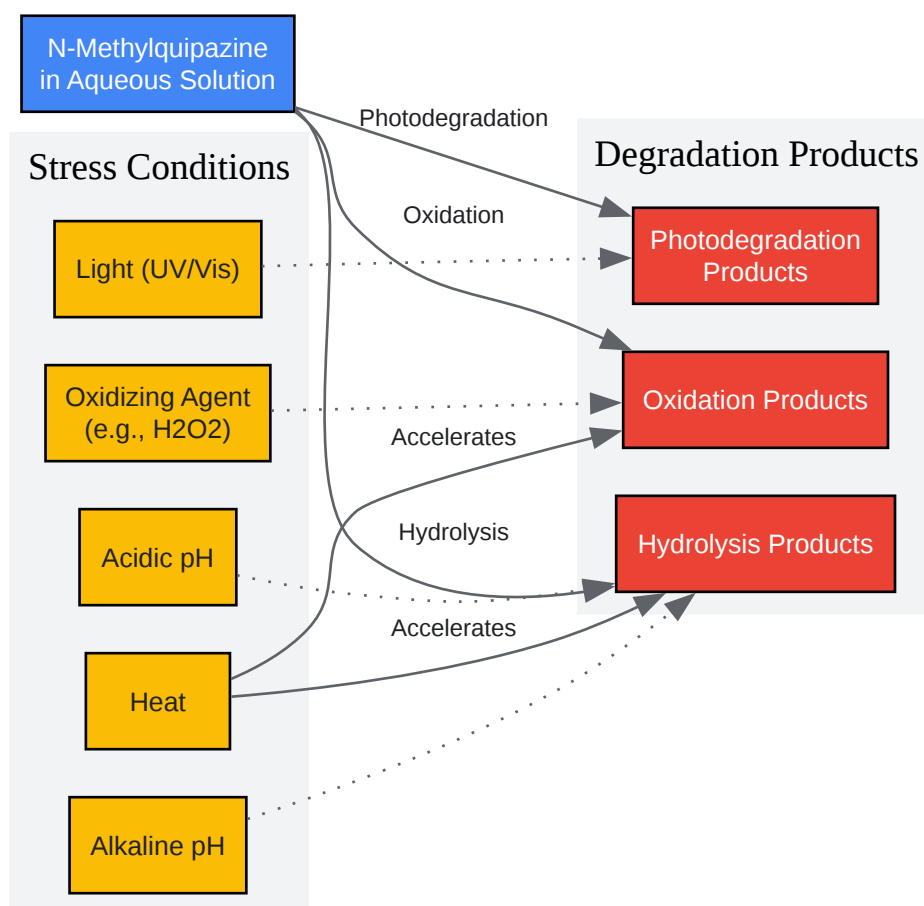 N-Methylquipazine
in Aqueous Solution
Stress Conditions
Light (UV/Vis)
Oxidizing Agent
(e.g., H2O2)
Acidic pH
Heat
Alkaline pH
Photodegradation
Oxidation
Accelerates
Hydrolysis
Accelerates
Degradation Products
Photodegradation
Products
Oxidation Products
Hydrolysis Products